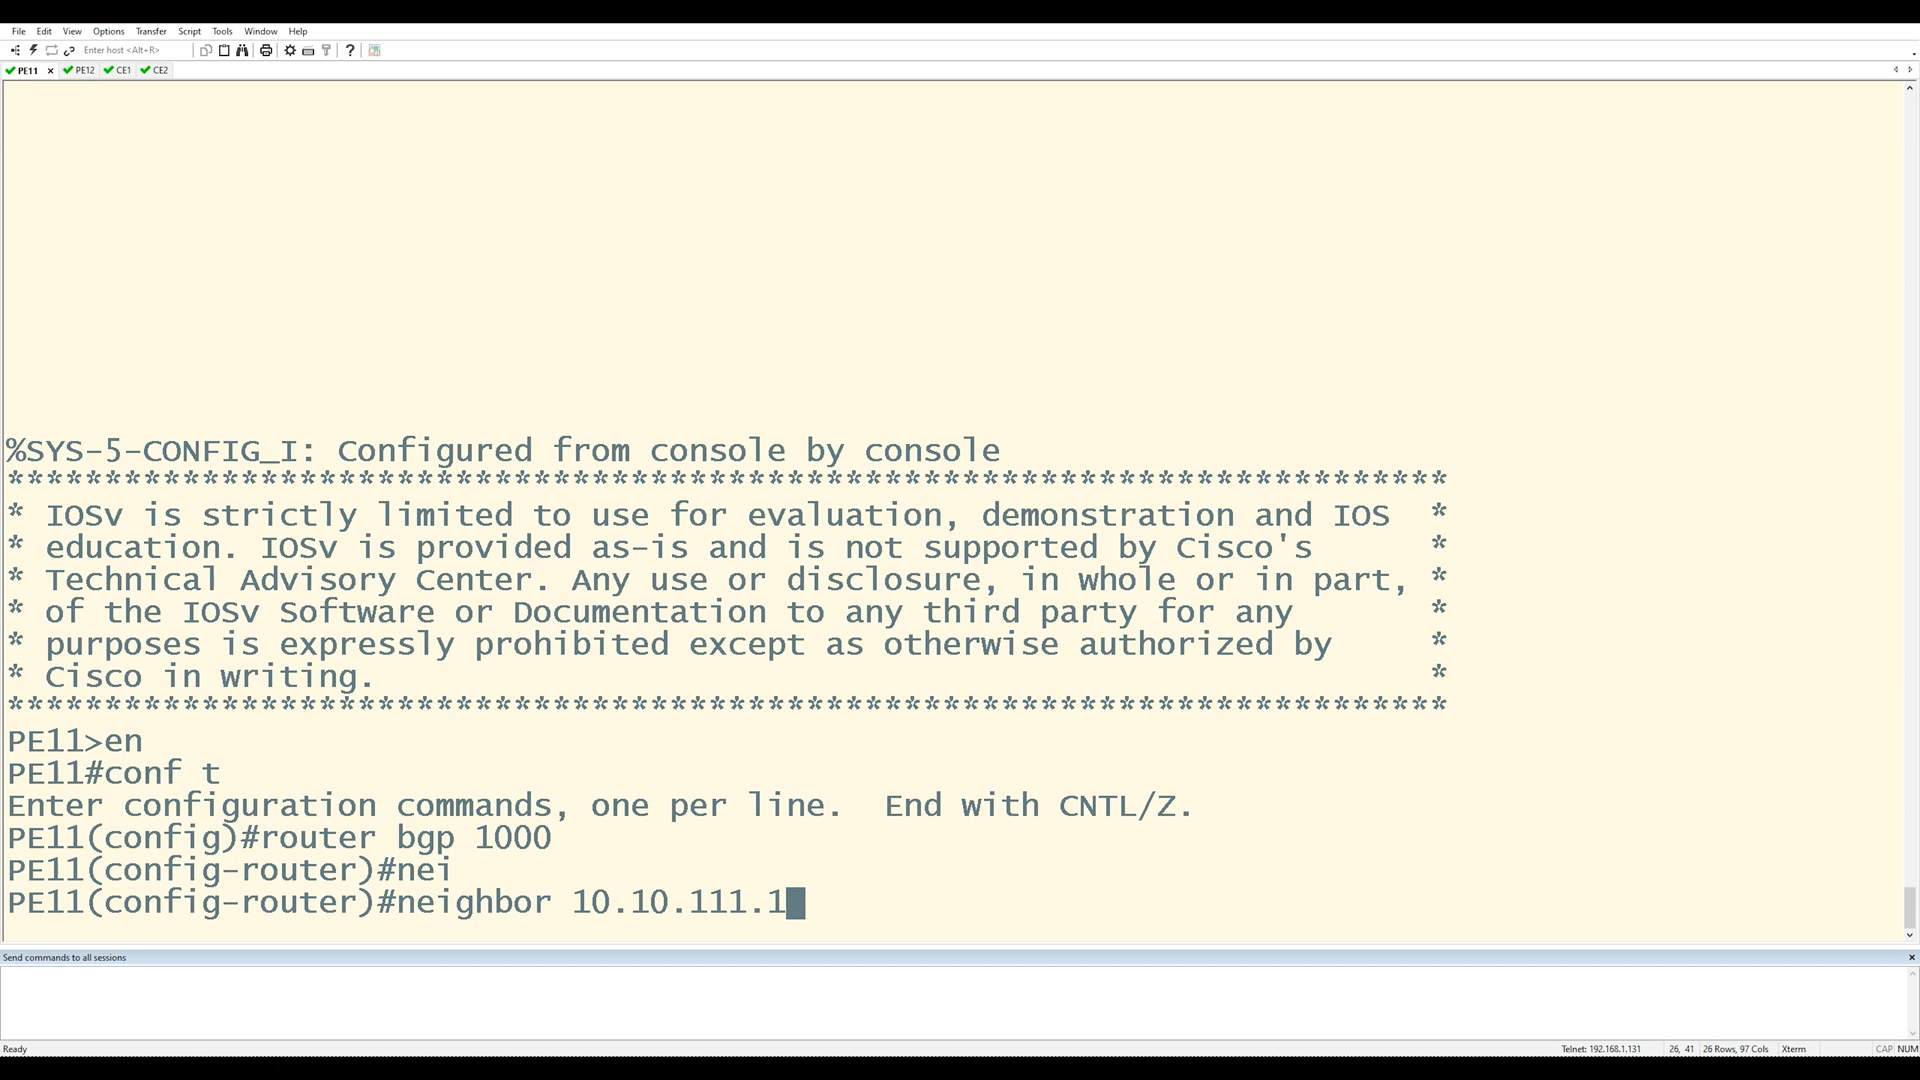 File Edit View Options Transfer Script Tools Window Help
Enter host <Alt+R>
PE11 × PE12 CE1 CE2
%SYS-5-CONFIG_I: Configured from console by console
**************************************************************************
* IOSv is strictly limited to use for evaluation, demonstration and IOS  *
* education. IOSv is provided as-is and is not supported by Cisco's      *
* Technical Advisory Center. Any use or disclosure, in whole or in part, *
* of the IOSv Software or Documentation to any third party for any       *
* purposes is expressly prohibited except as otherwise authorized by     *
* Cisco in writing.                                                      *
**************************************************************************
PE11>en
PE11#conf t
Enter configuration commands, one per line.  End with CNTL/Z.
PE11(config)#router bgp 1000
PE11(config-router)#nei
PE11(config-router)#neighbor 10.10.111.1
Send commands to all sessions ×
Ready Telnet: 192.168.1.131 26, 41 26 Rows, 97 Cols Xterm CAP NUM